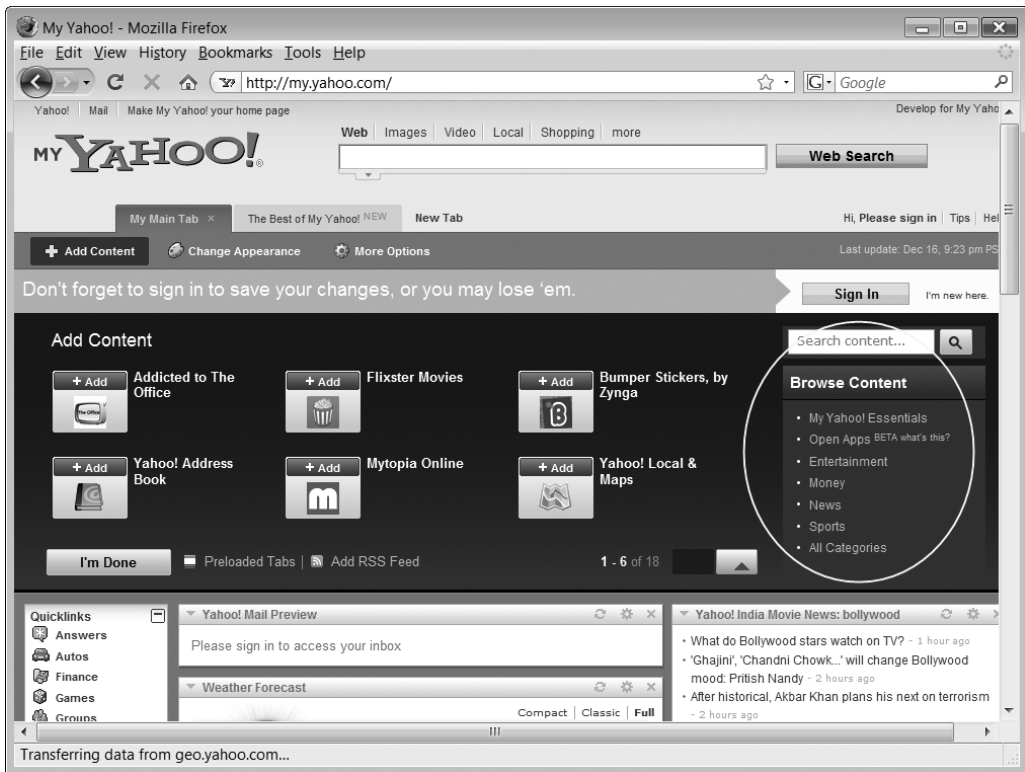 My Yahoo! - Mozilla Firefox
File Edit View History Bookmarks Tools Help
http://my.yahoo.com/
G Google
Yahoo! Mail Make My Yahoo! your home page
Develop for My Yaho
MY YAHOO!®
Web Images Video Local Shopping more
Web Search
My Main Tab × The Best of My Yahoo! NEW New Tab
Hi, Please sign in Tips Hel
+ Add Content Change Appearance More Options
Last update: Dec 16, 9:23 pm PS
Don't forget to sign in to save your changes, or you may lose 'em.
Sign In I'm new here.
Add Content
Search content...
+ Add Addicted to The
Office
The Office
+ Add Flixster Movies
+ Add Bumper Stickers, by
Zynga
B
+ Add Yahoo! Address
Book
@
+ Add Mytopia Online
m
+ Add Yahoo! Local &
Maps
Browse Content
• My Yahoo! Essentials
• Open Apps BETA what's this?
• Entertainment
• Money
• News
• Sports
• All Categories
I'm Done Preloaded Tabs | Add RSS Feed
1 - 6 of 18
Quicklinks
Answers
Autos
Finance
Games
Groups
Yahoo! Mail Preview
Please sign in to access your inbox
Weather Forecast
Compact | Classic | Full
Yahoo! India Movie News: bollywood
• What do Bollywood stars watch on TV? - 1 hour ago
• 'Ghajini', 'Chandni Chowk...' will change Bollywood
mood: Pritish Nandy - 2 hours ago
• After historical, Akbar Khan plans his next on terrorism
- 2 hours ago
Transferring data from geo.yahoo.com...